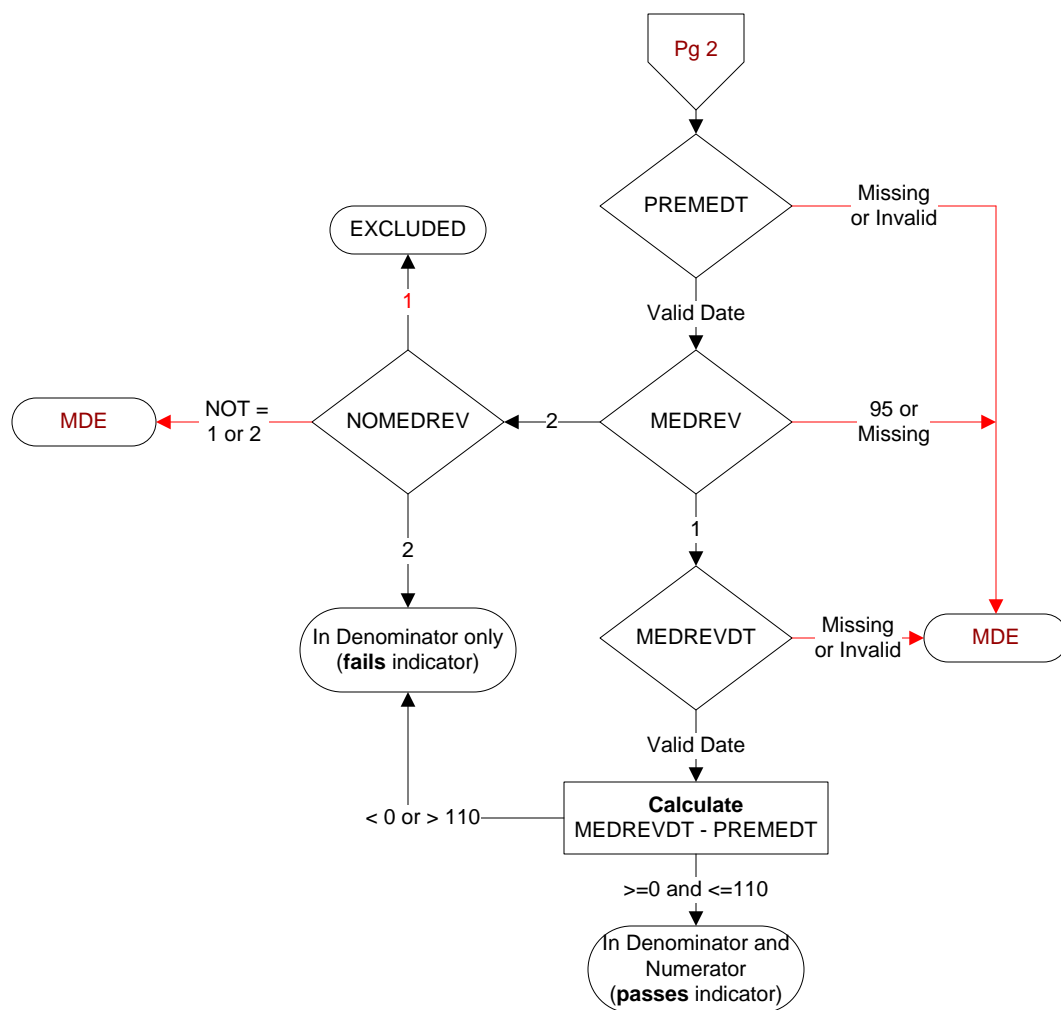 Pg 2
PREMEDT
Missing
or Invalid
EXCLUDED
1
Valid Date
MDE
NOT =
1 or 2
NOMEDREV
2
MEDREV
95 or
Missing
2
1
In Denominator only
(fails indicator)
MEDREVDT
Missing
or Invalid
MDE
Valid Date
Calculate
MEDREVDT - PREMEDT
< 0 or > 110
>=0 and <=110
In Denominator and
Numerator
(passes indicator)